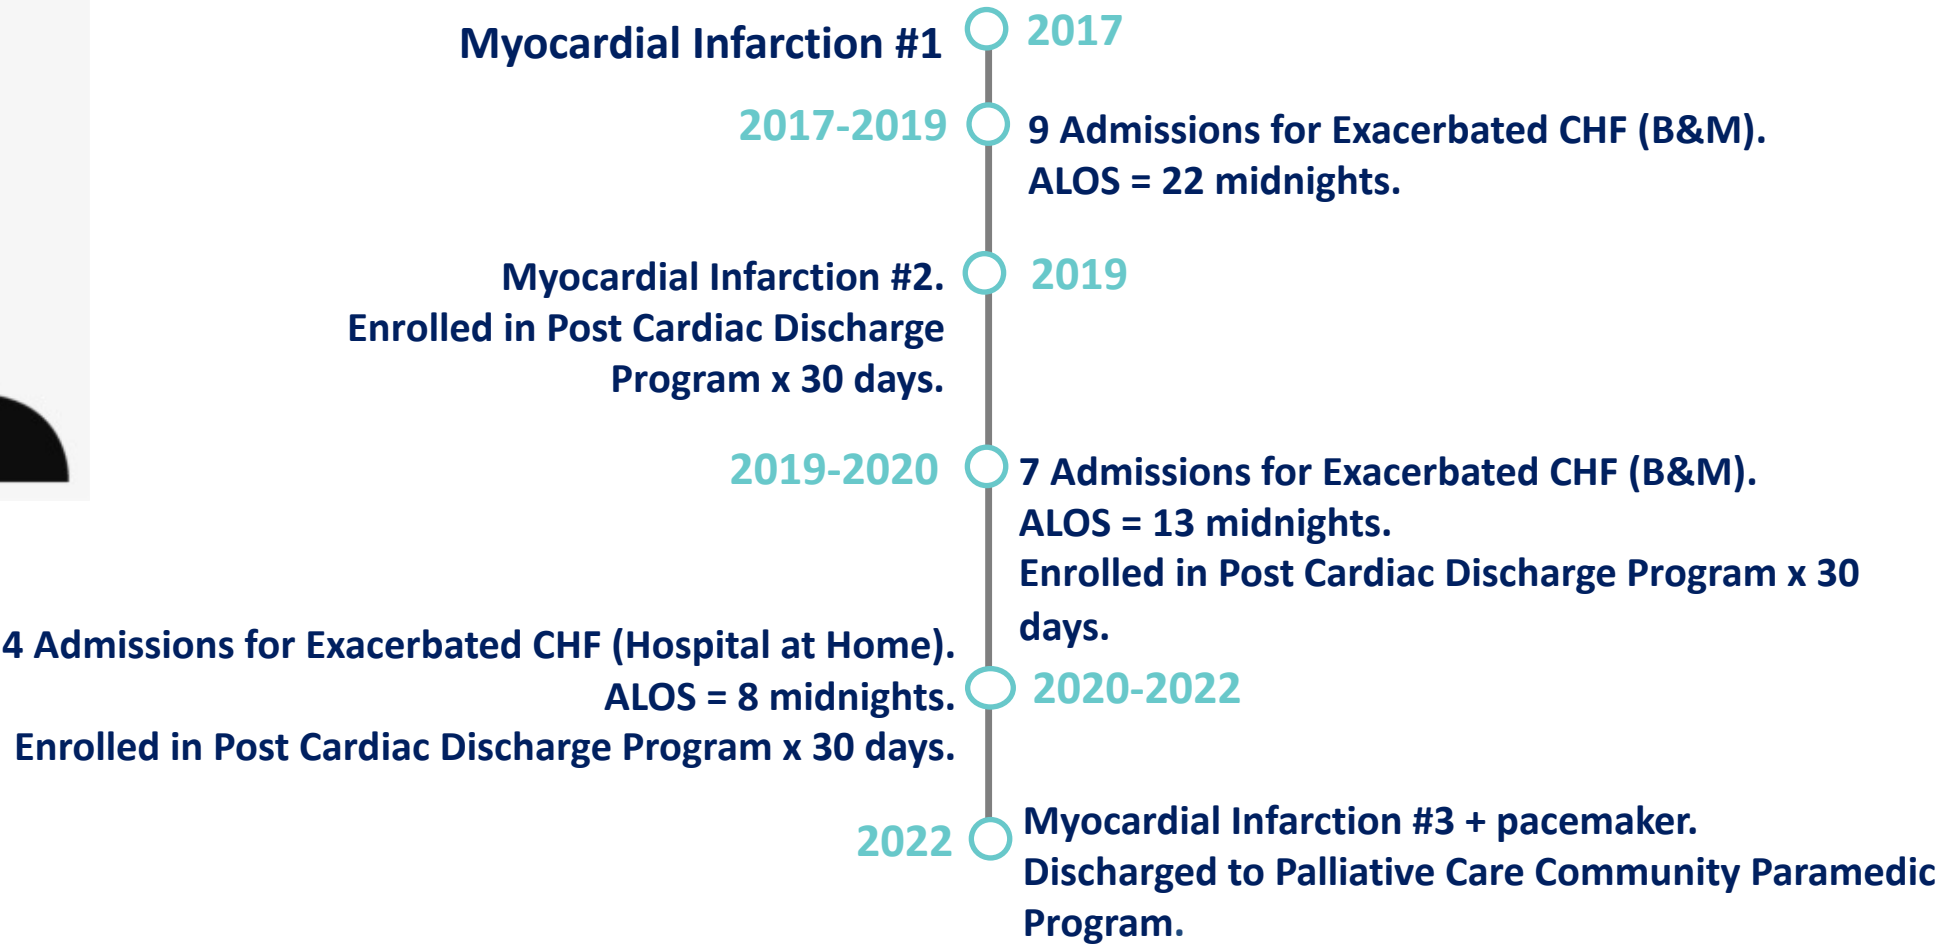 Myocardial Infarction #1
2017
2017-2019
9 Admissions for Exacerbated CHF (B&M).
ALOS = 22 midnights.
Myocardial Infarction #2.
Enrolled in Post Cardiac Discharge
Program x 30 days.
2019
2019-2020
7 Admissions for Exacerbated CHF (B&M).
ALOS = 13 midnights.
Enrolled in Post Cardiac Discharge Program x 30
days.
4 Admissions for Exacerbated CHF (Hospital at Home).
ALOS = 8 midnights.
Enrolled in Post Cardiac Discharge Program x 30 days.
2020-2022
2022
Myocardial Infarction #3 + pacemaker.
Discharged to Palliative Care Community Paramedic
Program.